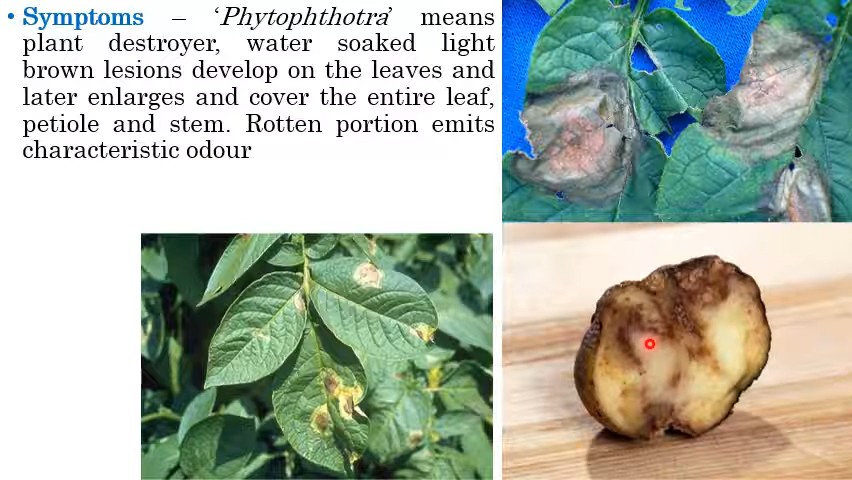 • Symptoms – ‘Phytophthotra’ means
plant destroyer, water soaked light
brown lesions develop on the leaves and
later enlarges and cover the entire leaf,
petiole and stem. Rotten portion emits
characteristic odour